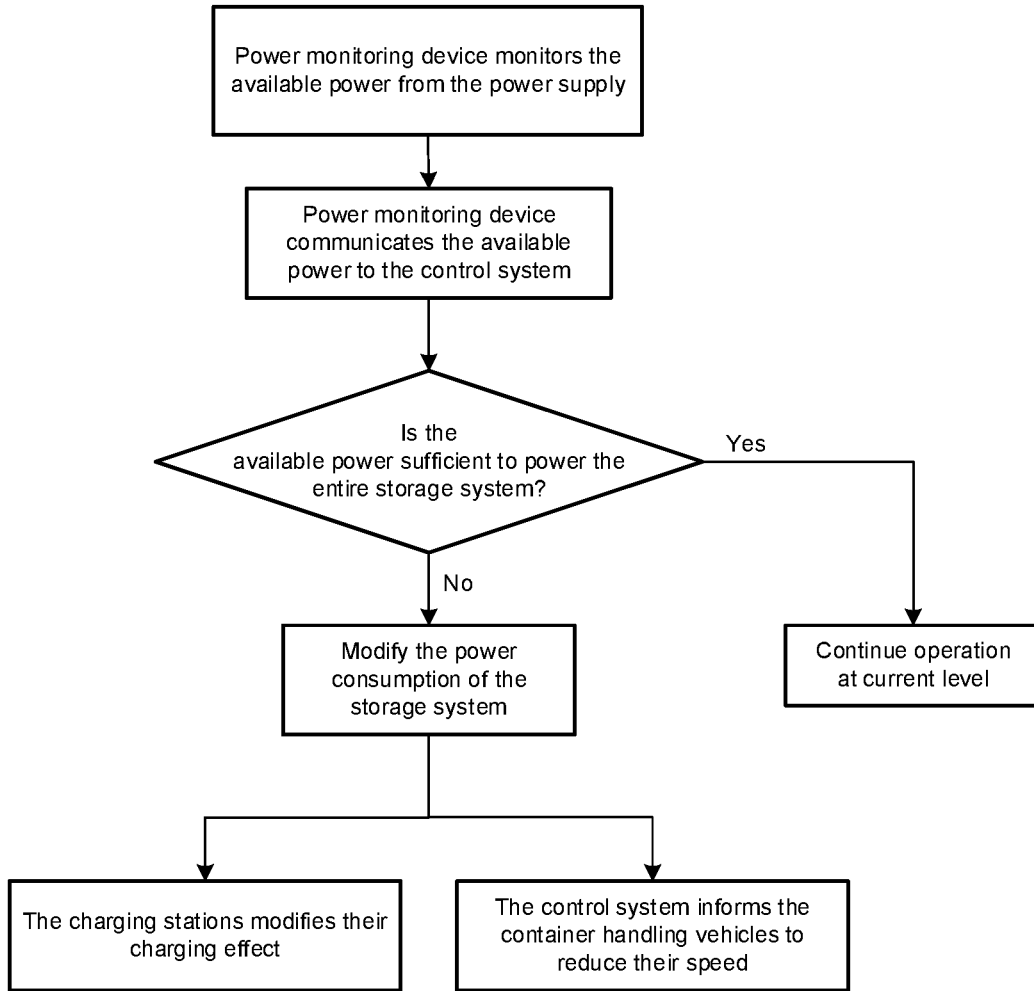 Power monitoring device monitors the
available power from the power supply
Power monitoring device
communicates the available
power to the control system
Is the
available power sufficient to power the
entire storage system?
Yes
No
Modify the power
consumption of the
storage system
Continue operation
at current level
The charging stations modifies their
charging effect
The control system informs the
container handling vehicles to
reduce their speed